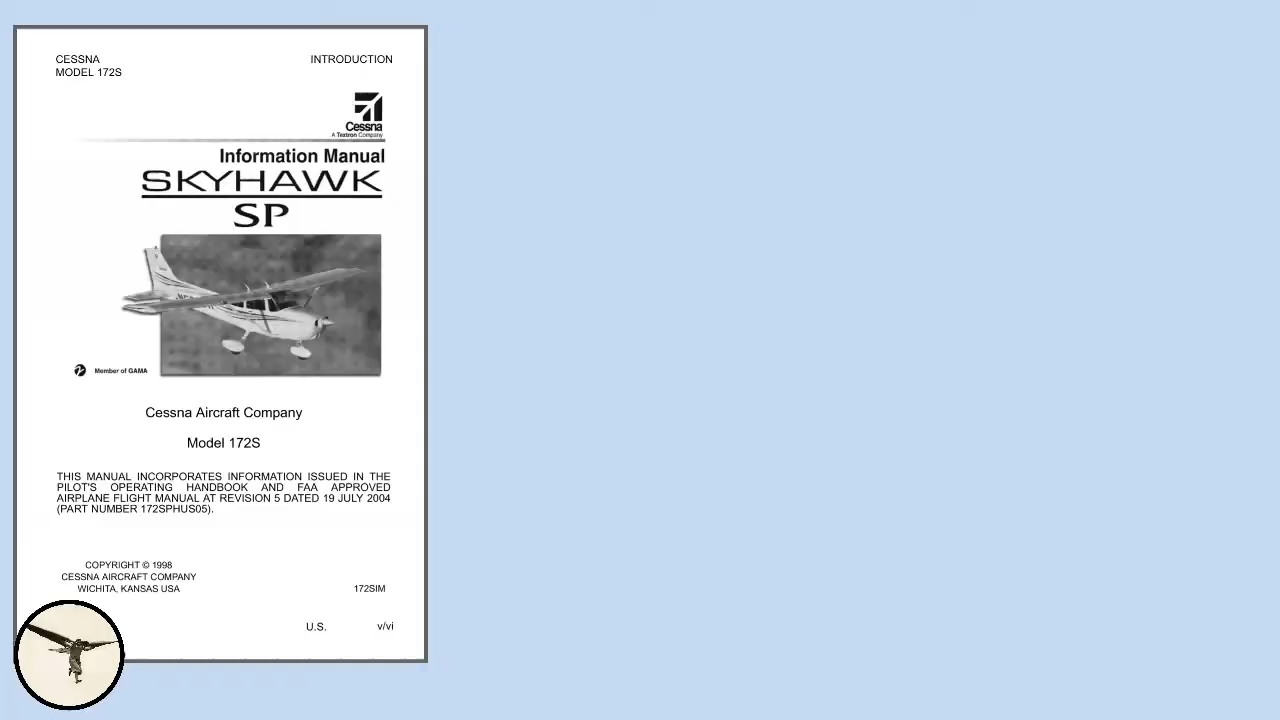 CESSNA
MODEL 172S
INTRODUCTION
Cessna
A Textron Company
Information Manual
SKYHAWK
SP
Member of GAMA
Cessna Aircraft Company
Model 172S
THIS MANUAL INCORPORATES INFORMATION ISSUED IN THE
PILOT'S OPERATING HANDBOOK AND FAA APPROVED
AIRPLANE FLIGHT MANUAL AT REVISION 5 DATED 19 JULY 2004
(PART NUMBER 172SPHUS05).
COPYRIGHT © 1998
CESSNA AIRCRAFT COMPANY
WICHITA, KANSAS USA
172SIM
U.S.
v/vi